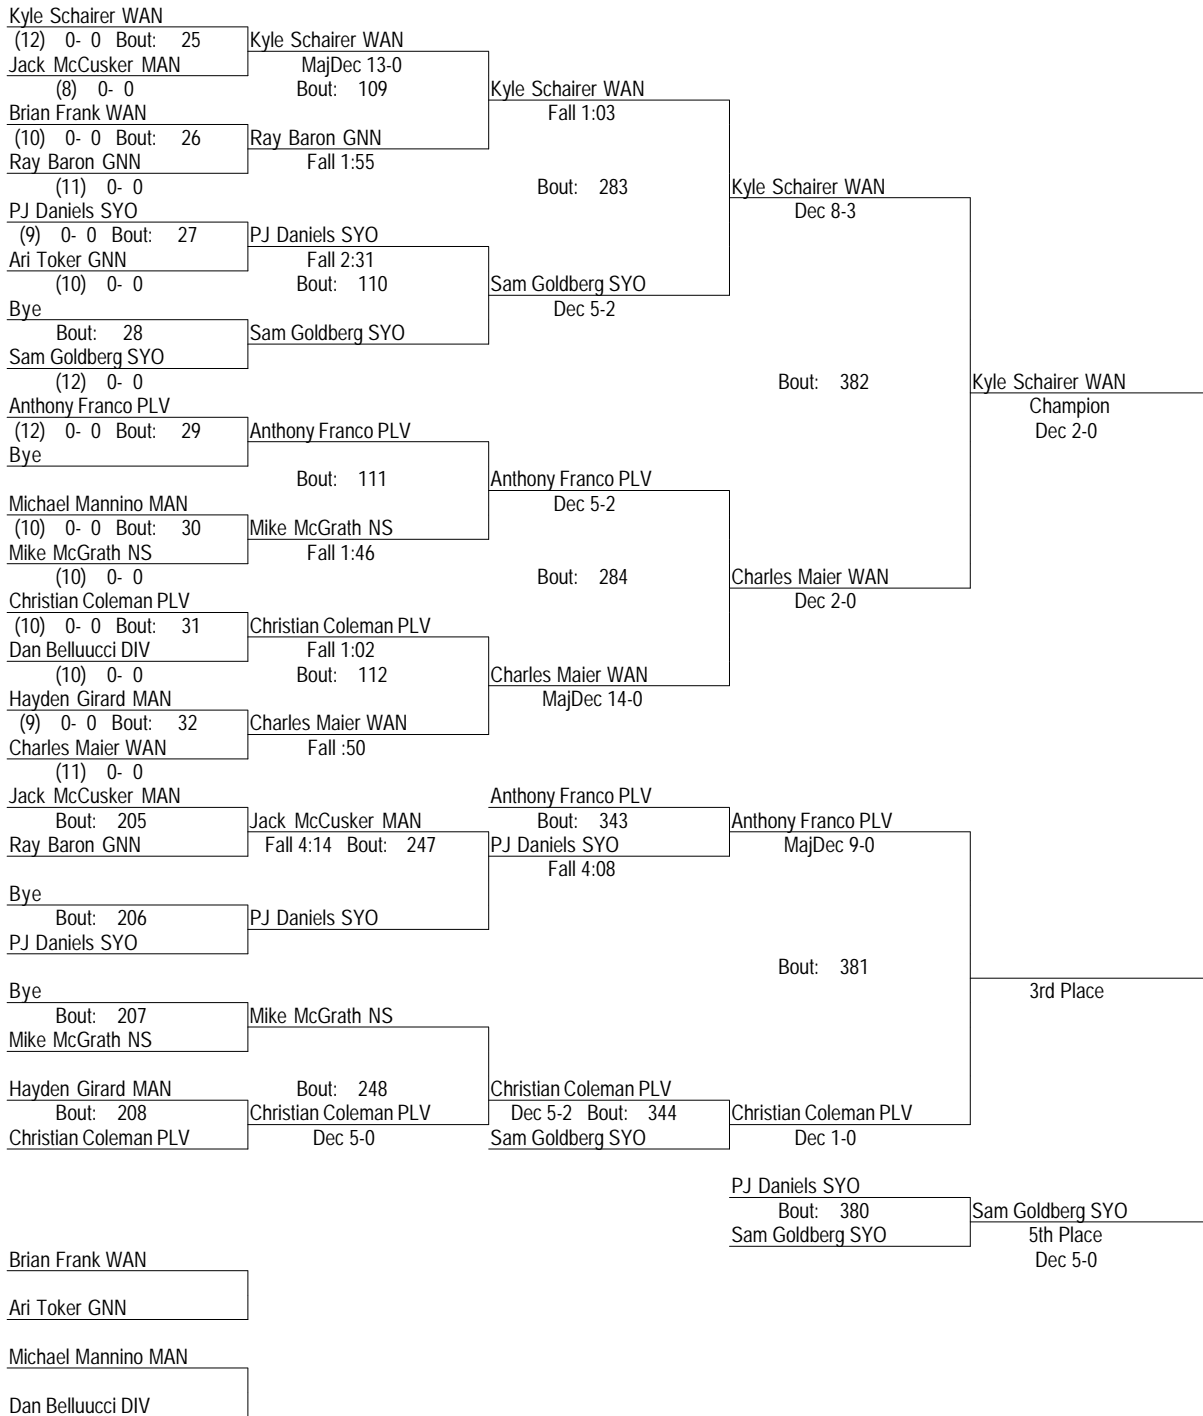 Kyle Schairer WAN
(12) 0- 0 Bout: 25 Kyle Schairer WAN
Jack McCusker MAN MajDec 13-0
(8) 0- 0 Bout: 109 Kyle Schairer WAN
Brian Frank WAN Fall 1:03
(10) 0- 0 Bout: 26 Ray Baron GNN
Ray Baron GNN Fall 1:55
(11) 0- 0 Bout: 283 Kyle Schairer WAN
PJ Daniels SYO Dec 8-3
(9) 0- 0 Bout: 27 PJ Daniels SYO
Ari Toker GNN Fall 2:31
(10) 0- 0 Bout: 110 Sam Goldberg SYO
Bye Dec 5-2
Bout: 28 Sam Goldberg SYO
Sam Goldberg SYO
(12) 0- 0 Bout: 382 Kyle Schairer WAN
Anthony Franco PLV Champion
(12) 0- 0 Bout: 29 Anthony Franco PLV Dec 2-0
Bye
Bout: 111 Anthony Franco PLV
Michael Mannino MAN Dec 5-2
(10) 0- 0 Bout: 30 Mike McGrath NS
Mike McGrath NS Fall 1:46
(10) 0- 0 Bout: 284 Charles Maier WAN
Christian Coleman PLV Dec 2-0
(10) 0- 0 Bout: 31 Christian Coleman PLV
Dan Belluucci DIV Fall 1:02
(10) 0- 0 Bout: 112 Charles Maier WAN
Hayden Girard MAN MajDec 14-0
(9) 0- 0 Bout: 32 Charles Maier WAN
Charles Maier WAN Fall :50
(11) 0- 0
Jack McCusker MAN Anthony Franco PLV
Bout: 205 Jack McCusker MAN Bout: 343 Anthony Franco PLV
Ray Baron GNN Fall 4:14 Bout: 247 PJ Daniels SYO MajDec 9-0
Fall 4:08
Bye
Bout: 206 PJ Daniels SYO
PJ Daniels SYO
Bout: 381
Bye 3rd Place
Bout: 207 Mike McGrath NS
Mike McGrath NS
Hayden Girard MAN Bout: 248 Christian Coleman PLV
Bout: 208 Christian Coleman PLV Dec 5-2 Bout: 344 Christian Coleman PLV
Christian Coleman PLV Dec 5-0 Sam Goldberg SYO Dec 1-0
PJ Daniels SYO
Bout: 380 Sam Goldberg SYO
Sam Goldberg SYO 5th Place
Brian Frank WAN Dec 5-0
Ari Toker GNN
Michael Mannino MAN
Dan Belluucci DIV